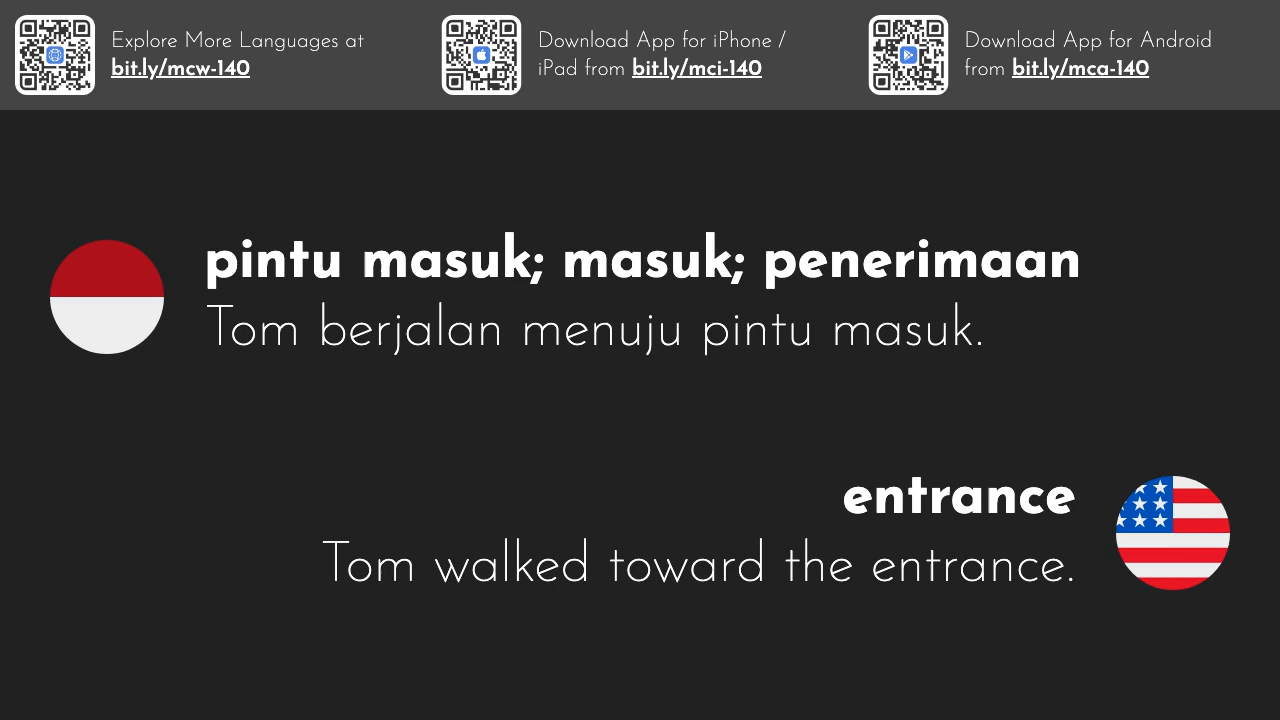 Explore More Languages at
bit.ly/mcw-140
Download App for iPhone /
iPad from bit.ly/mci-140
Download App for Android
from bit.ly/mca-140
pintu masuk; masuk; penerimaan
Tom berjalan menuju pintu masuk.
entrance
Tom walked toward the entrance.